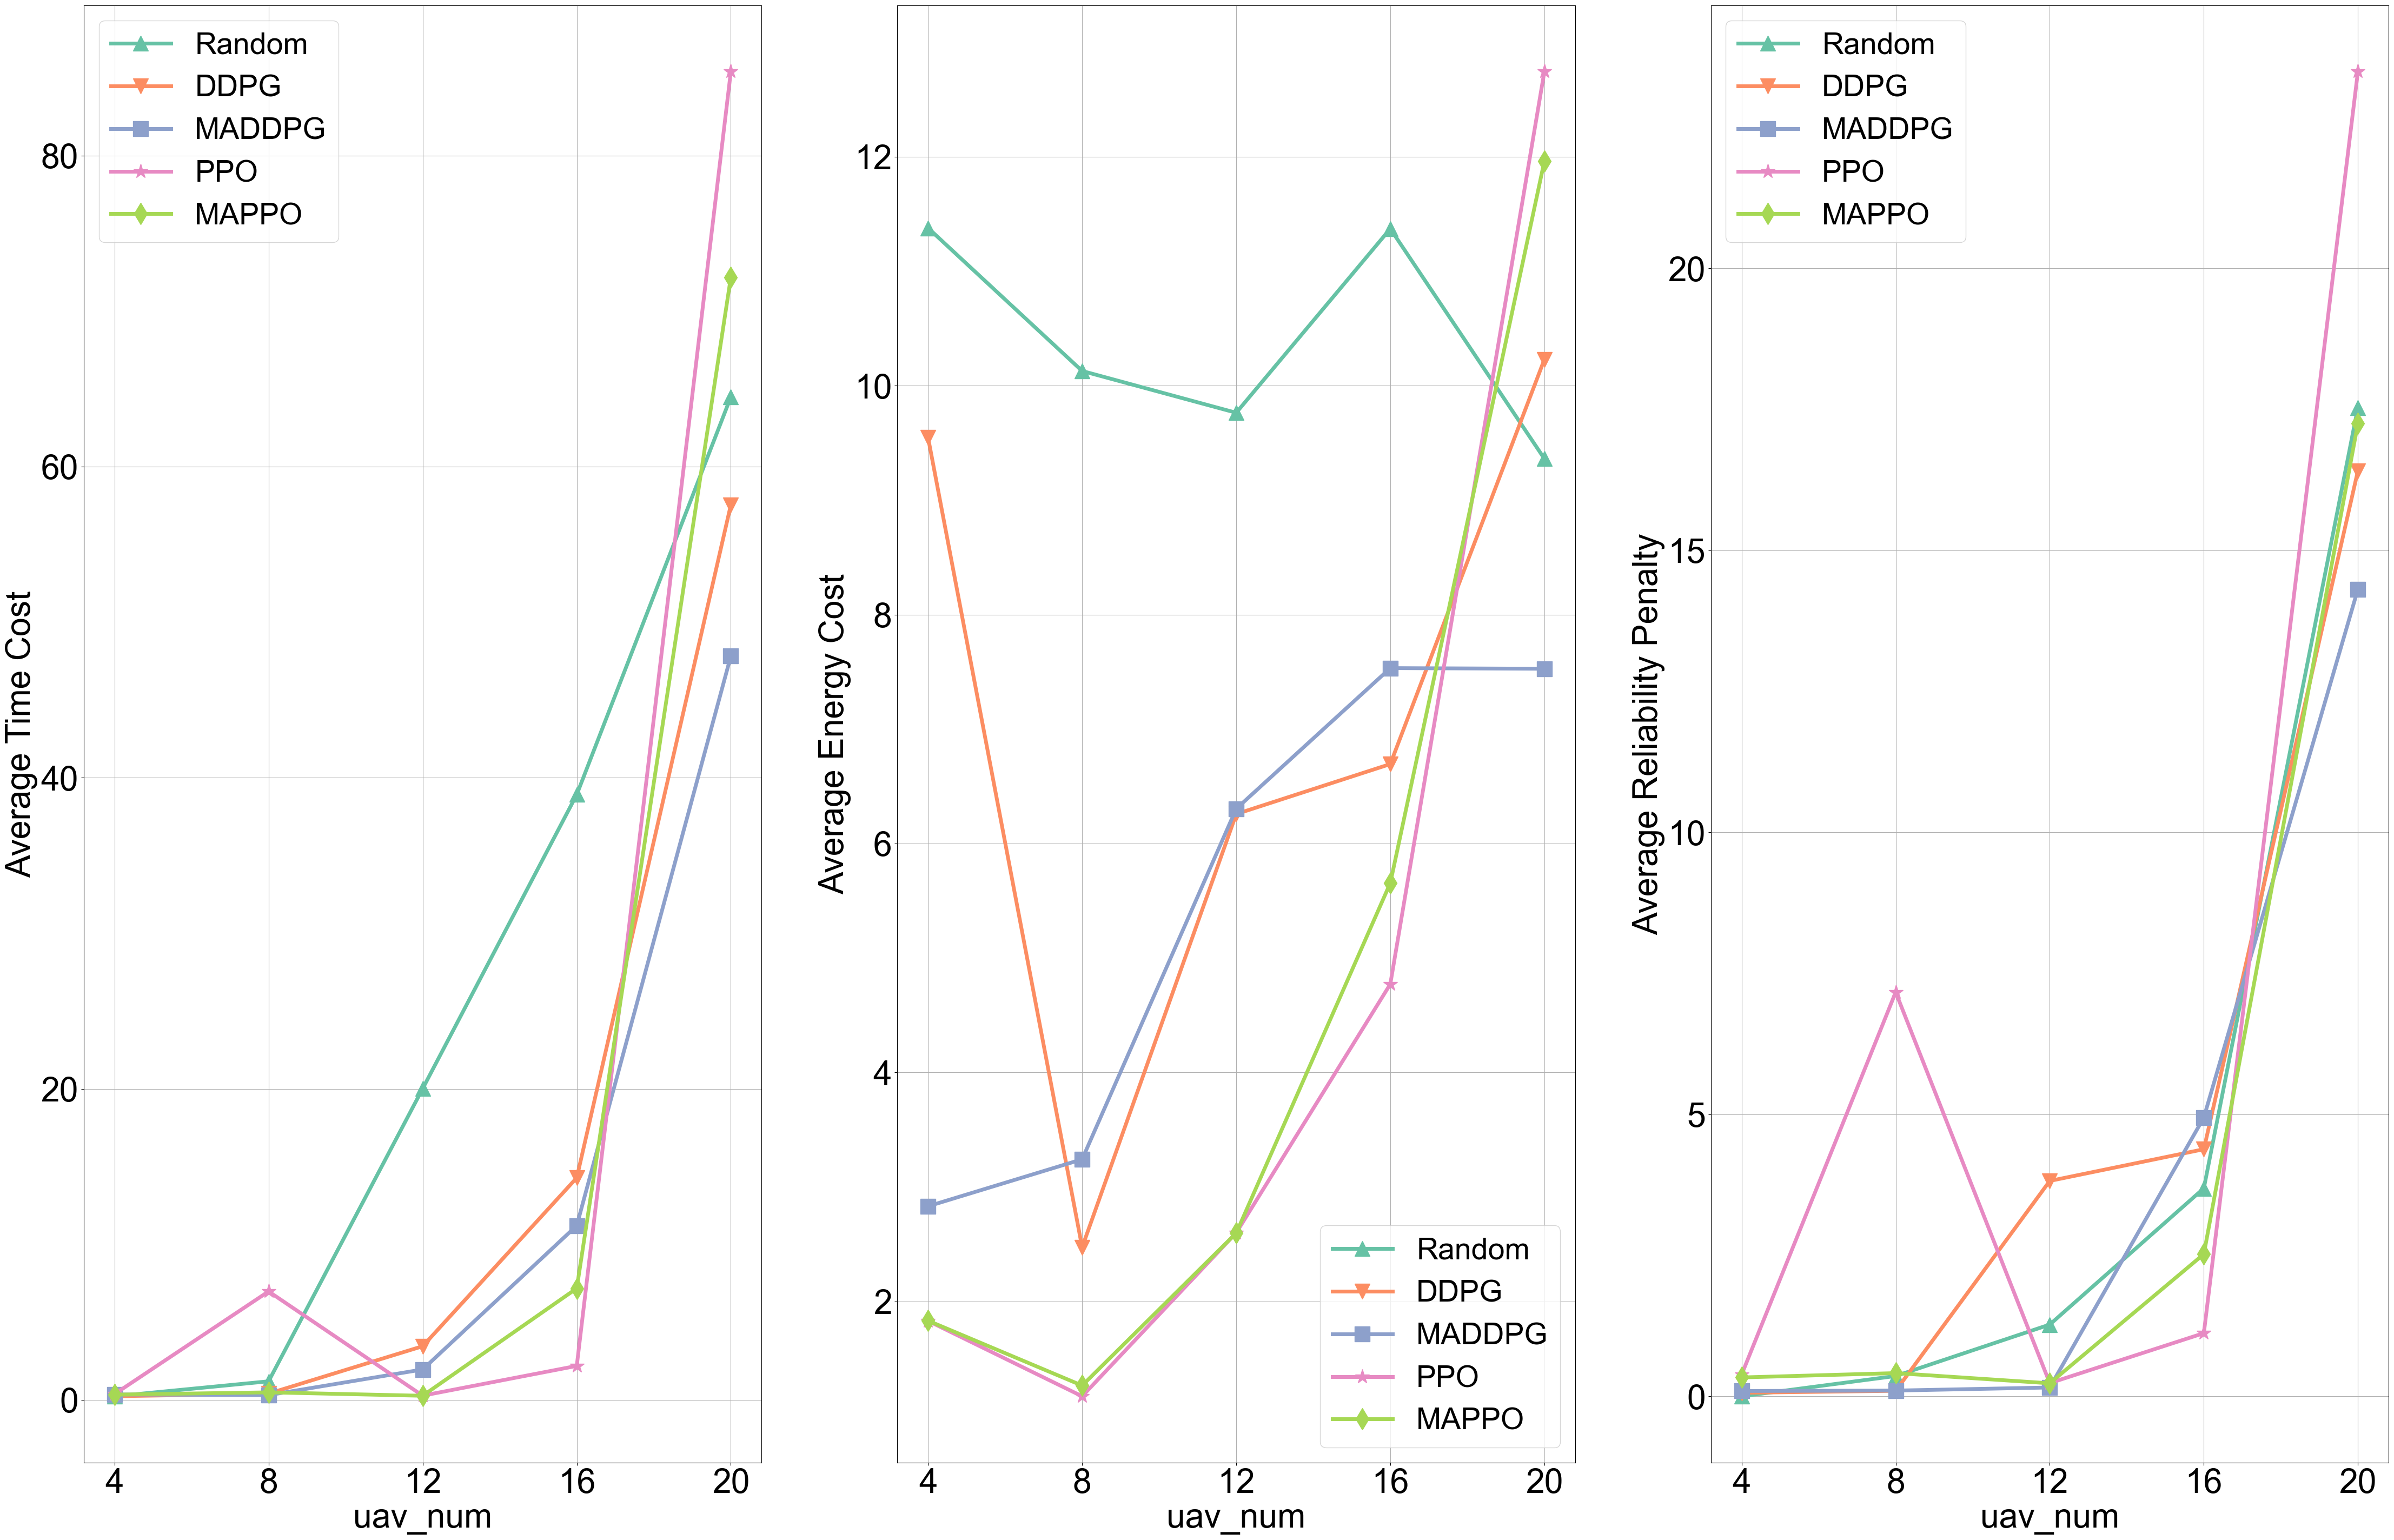 Average Time Cost
80
60
40
20
0
4 8 12 16 20
uav_num
Random
DDPG
MADDPG
PPO
MAPPO
Average Energy Cost
12
10
8
6
4
2
4 8 12 16 20
uav_num
Random
DDPG
MADDPG
PPO
MAPPO
Average Reliability Penalty
20
15
10
5
0
4 8 12 16 20
uav_num
Random
DDPG
MADDPG
PPO
MAPPO